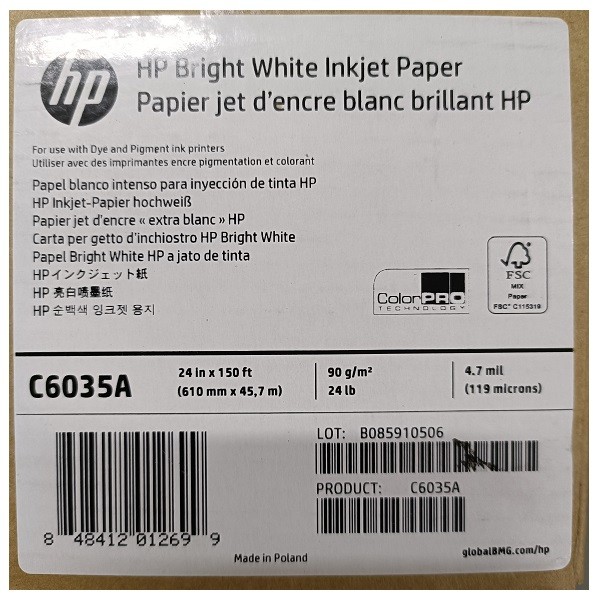 hp
HP Bright White Inkjet Paper
Papier jet d'encre blanc brillant HP
For use with Dye and Pigment ink printers
Utiliser avec des imprimantes encre pigmentation et colorant
Papel blanco intenso para inyección de tinta HP
HP Inkjet-Papier hochweiß
Papier jet d'encre « extra blanc » HP
Carta per getto d'inchiostro HP Bright White
Papel Bright White HP a jato de tinta
HPインクジェット紙
HP 亮白喷墨纸
HP 순백색 잉크젯 용지
ColorPRO
TECHNOLOGY
FSC
MIX
Paper
FSC® C115319
C6035A
24 in x 150 ft
(610 mm x 45,7 m)
90 g/m²
24 lb
4.7 mil
(119 microns)
LOT: B085910506
PRODUCT: C6035A
8 48412 01269 9
Made in Poland
globalBMG.com/hp